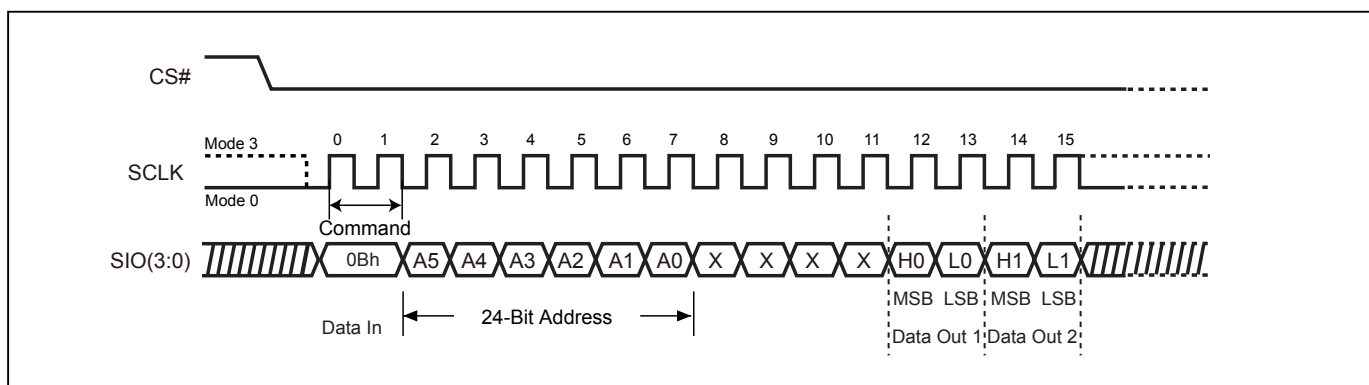 CS#
Mode 3
0 1 2 3 4 5 6 7 8 9 10 11 12 13 14 15
SCLK
Mode 0
Command
SIO(3:0) 0Bh A5 A4 A3 A2 A1 A0 X X X X H0 L0 H1 L1
MSB LSB MSB LSB
Data In 24-Bit Address Data Out 1 Data Out 2